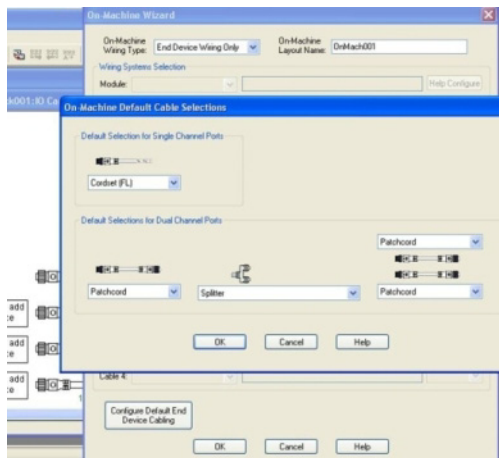 On-Machine Wizard
On-Machine Wiring Type:
End Device Wiring Only
On-Machine Layout Name:
OnMach001
Wiring Systems Selection
Module:
Help Configure
On-Machine Default Cable Selections
Default Selection for Single Channel Ports
Cordset (FL)
Default Selections for Dual Channel Ports
Patchcord
Patchcord
Splitter
Patchcord
OK
Cancel
Help
add
add
add
Cable 4:
Configure Default End
Device Cabling
OK
Cancel
Help